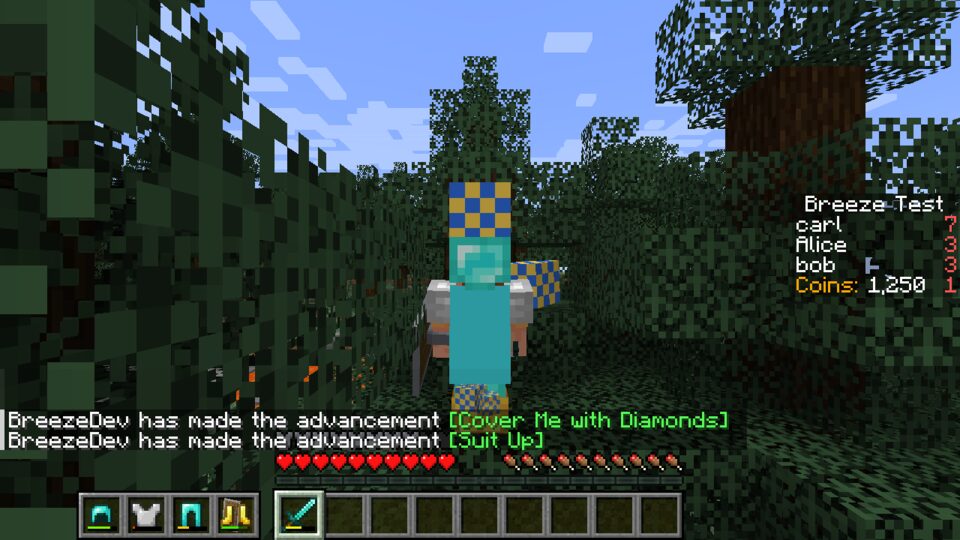 Breeze Test
carl 7
Alice 3
bob 3
Coins: 1,250 1
BreezeDev has made the advancement [Cover Me with Diamonds]
BreezeDev has made the advancement [Suit Up]